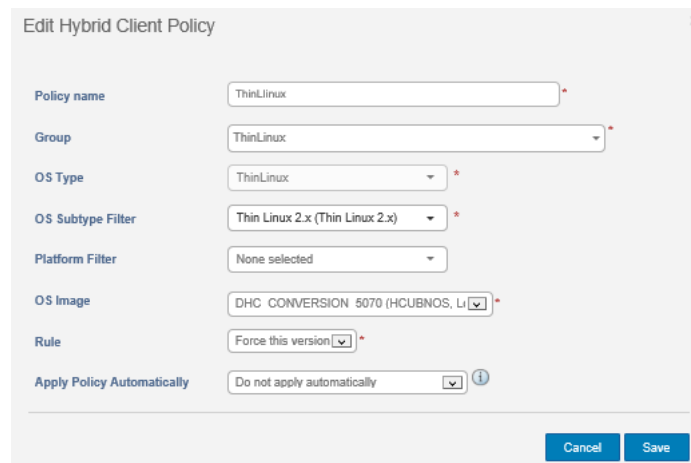 Edit Hybrid Client Policy
Policy name ThinLlinux *
Group ThinLinux *
OS Type ThinLinux *
OS Subtype Filter Thin Linux 2.x (Thin Linux 2.x) *
Platform Filter None selected
OS Image DHC CONVERSION 5070 (HCUBNOS, *
Rule Force this version *
Apply Policy Automatically Do not apply automatically i
Cancel Save